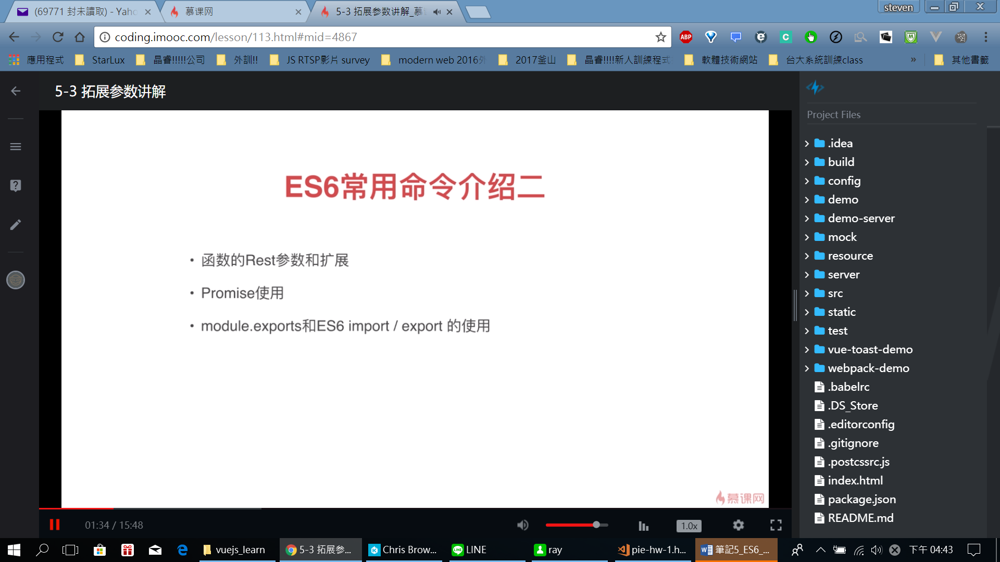 (69771 封未讀取) - Yaho
慕课网
5-3 拓展参数讲解_慕
steven
coding.imooc.com/lesson/113.html#mid=4867
ABP
應用程式
StarLux
晶睿!!!!!公司
外訓!!
JS RTSP影片 survey
modern web 2016外
2017釜山
晶睿!!!!新人訓練程式
軟體技術網站
台大系統訓練class
»
其他書籤
5-3 拓展参数讲解
Project Files
ES6常用命令介绍二
• 函数的Rest参数和扩展
• Promise使用
• module.exports和ES6 import / export 的使用
慕课网
.idea
build
config
demo
demo-server
mock
resource
server
src
static
test
vue-toast-demo
webpack-demo
.babelrc
.DS_Store
.editorconfig
.gitignore
.postcssrc.js
index.html
package.json
README.md
01:34 / 15:48
1.0x
vuejs_learn
5-3 拓展参...
Chris Brow...
LINE
ray
pie-hw-1.h...
筆記5_ES6_...
下午 04:43